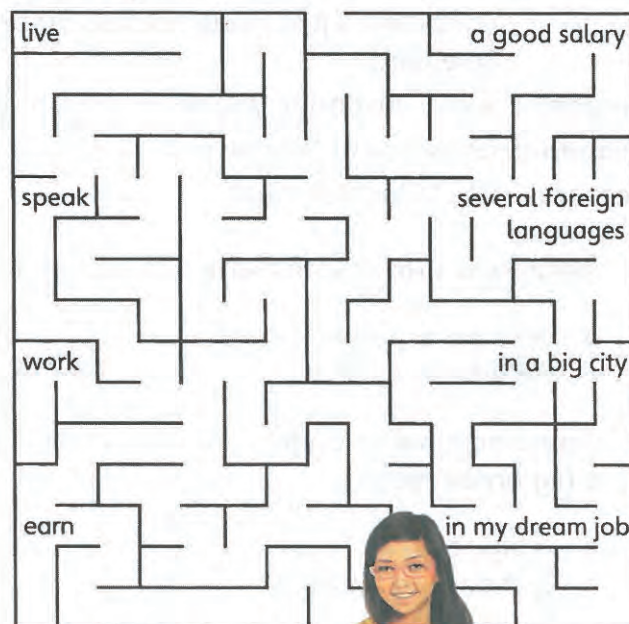 live
a good salary
speak
several foreign
languages
work
in a big city
earn
in my dream job